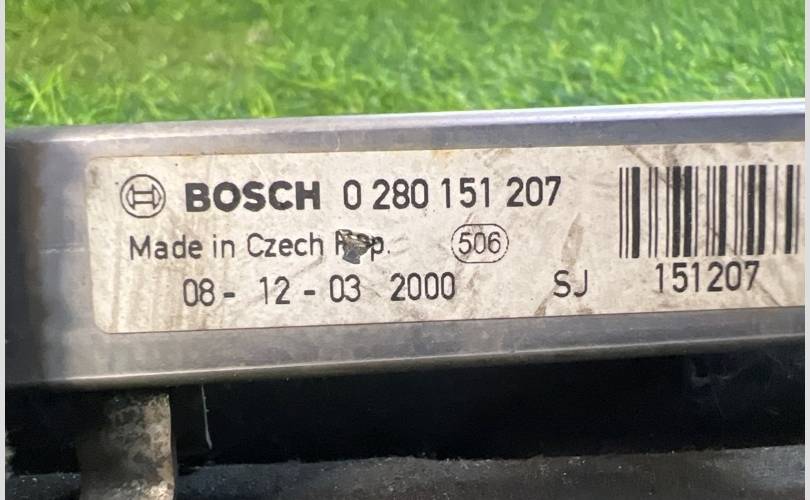 BOSCH 0 280 151 207
Made in Czech
506
08- 12 - 03 2000 SJ 151207